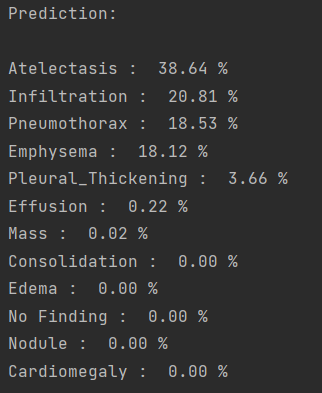 Prediction:
Atelectasis :  38.64 %
Infiltration :  20.81 %
Pneumothorax :  18.53 %
Emphysema :  18.12 %
Pleural_Thickening :  3.66 %
Effusion :  0.22 %
Mass :  0.02 %
Consolidation :  0.00 %
Edema :  0.00 %
No Finding :  0.00 %
Nodule :  0.00 %
Cardiomegaly :  0.00 %